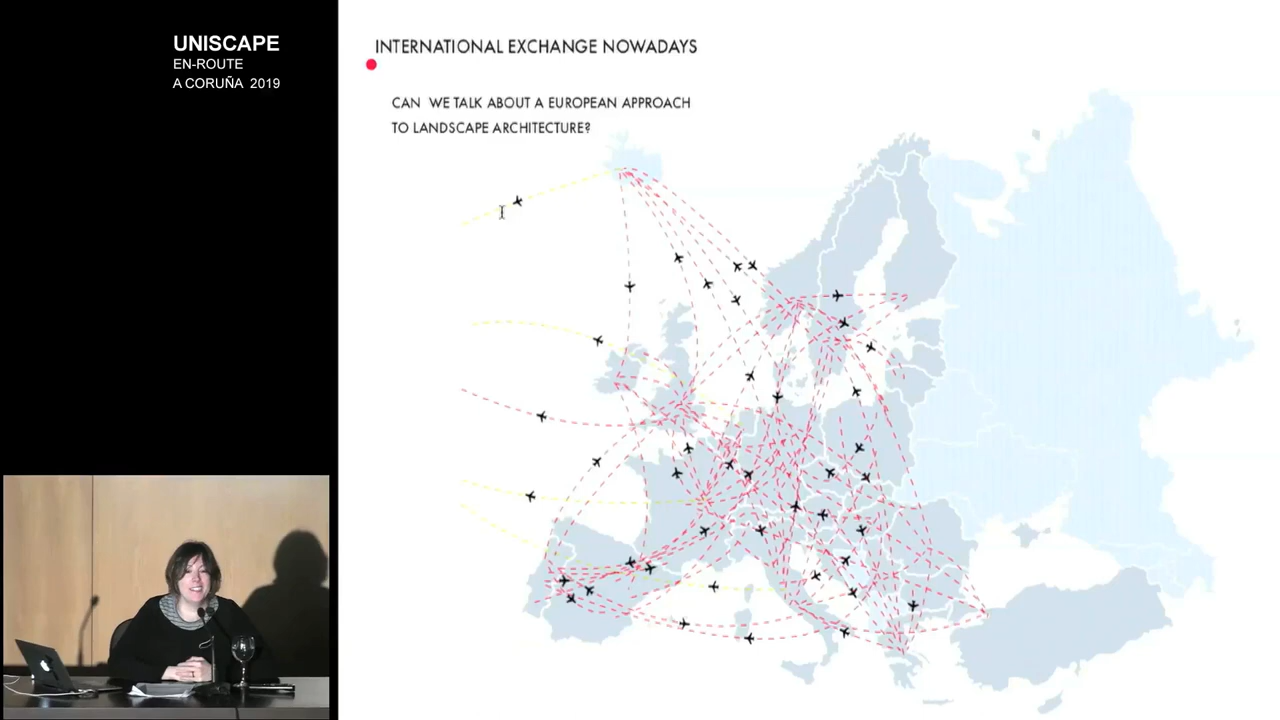 UNISCAPE
EN-ROUTE
A CORUÑA 2019
INTERNATIONAL EXCHANGE NOWADAYS
CAN WE TALK ABOUT A EUROPEAN APPROACH
TO LANDSCAPE ARCHITECTURE?